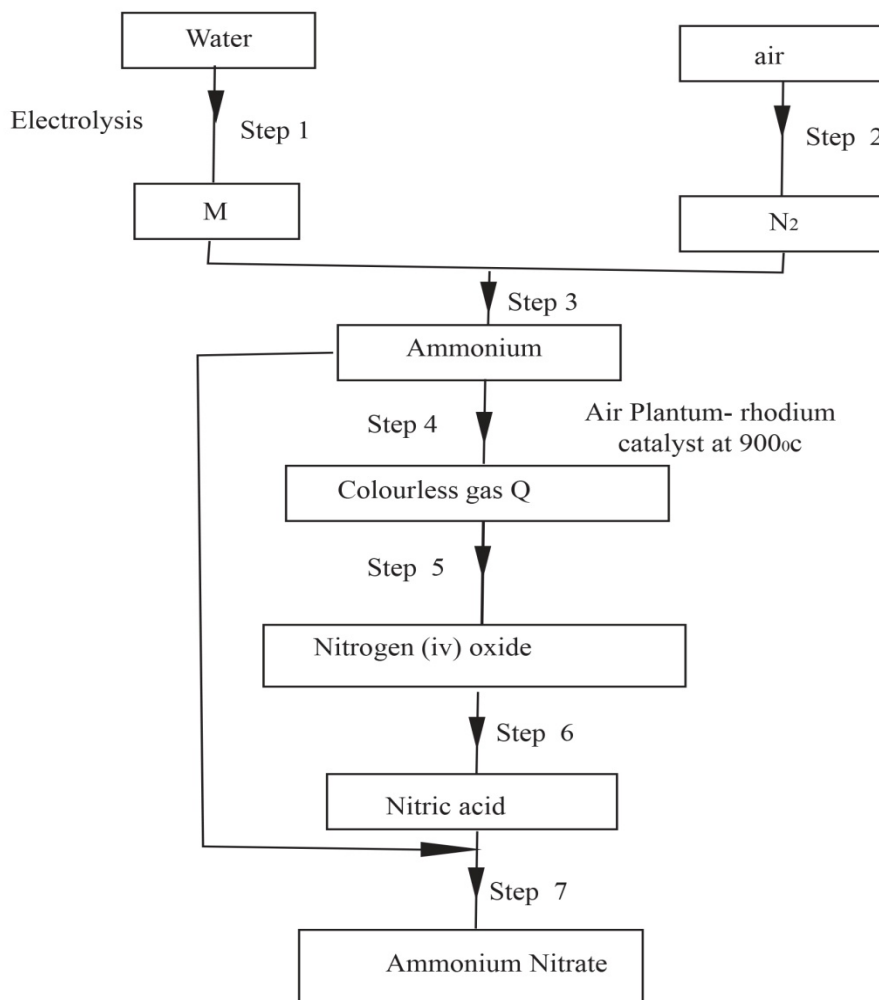 Water
air
Electrolysis
Step 1
Step 2
M
N₂
Step 3
Ammonium
Step 4
Air Plantum- rhodium
catalyst at 900₀c
Colourless gas Q
Step 5
Nitrogen (iv) oxide
Step 6
Nitric acid
Step 7
Ammonium Nitrate